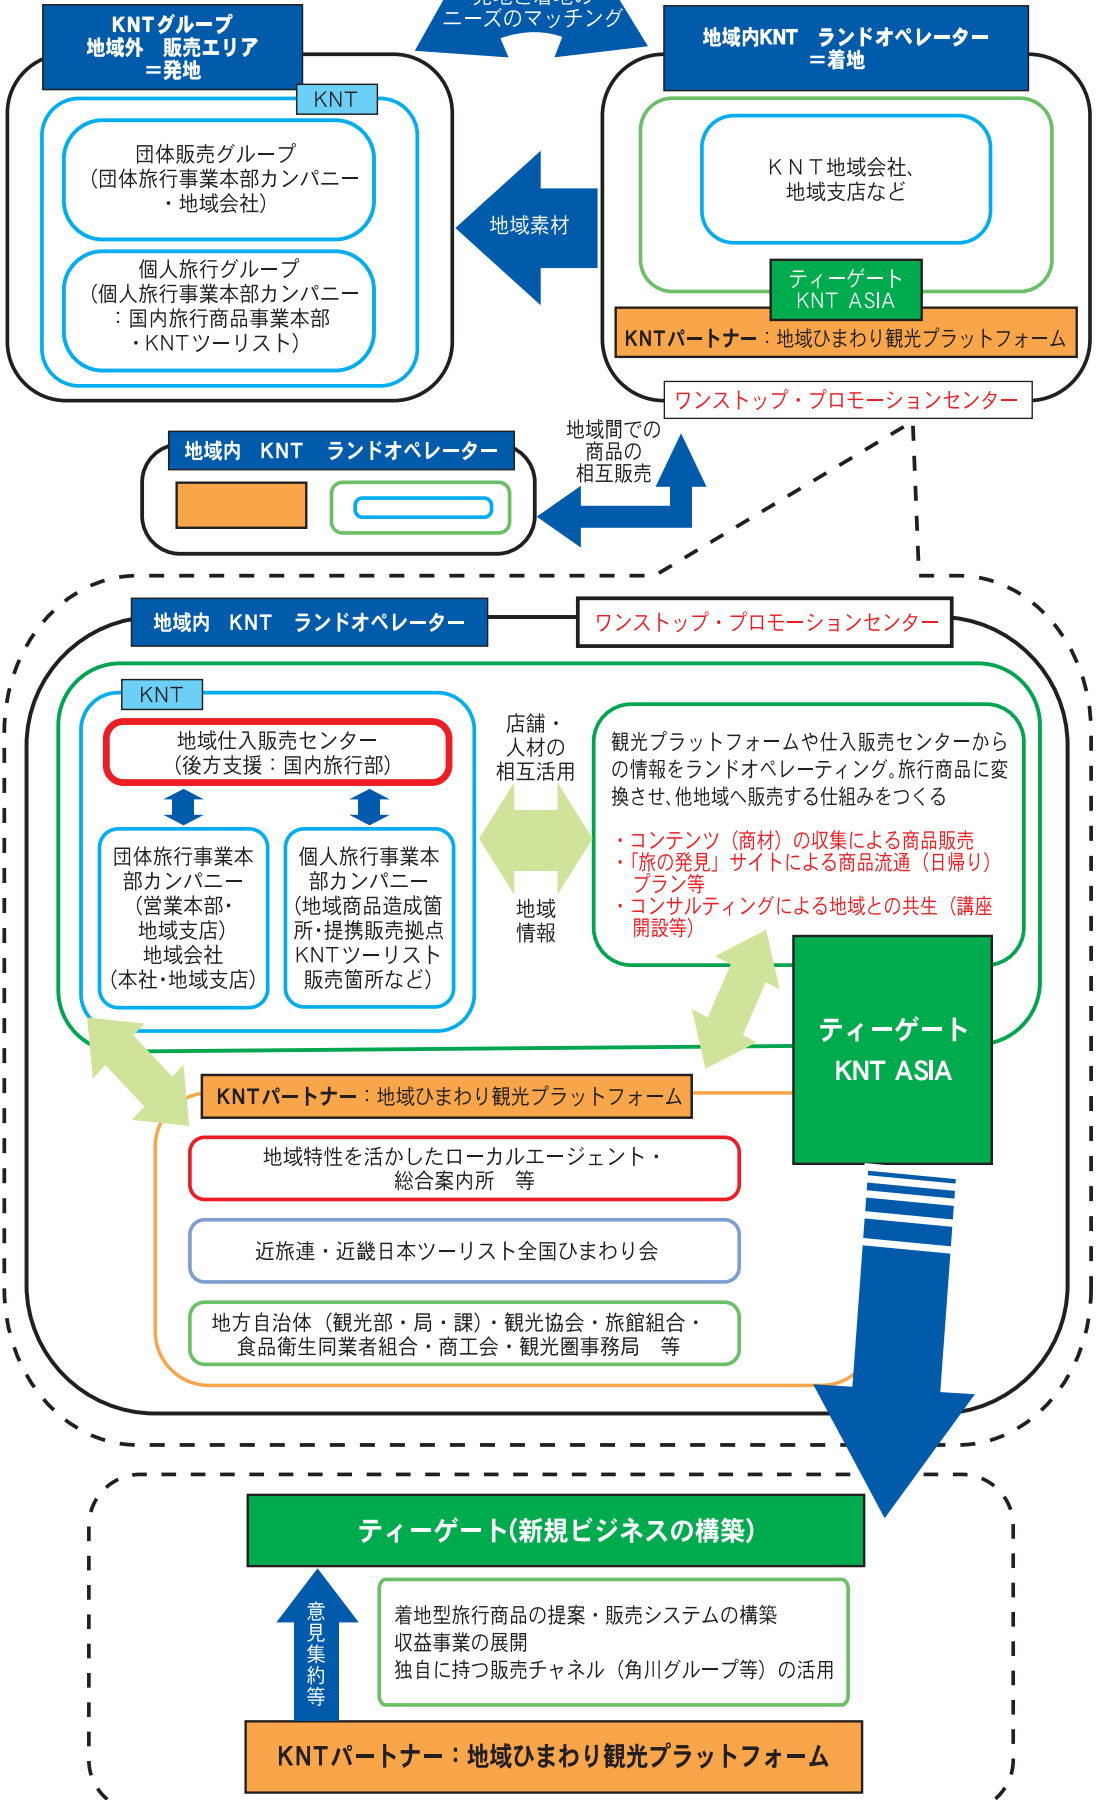 発地と着地の
ニーズのマッチング
KNTグループ
地域外　販売エリア
＝発地
KNT
団体販売グループ
（団体旅行事業本部カンパニー
・地域会社）
個人旅行グループ
（個人旅行事業本部カンパニー
：国内旅行商品事業本部
・KNTツーリスト）
地域素材
地域内KNT　ランドオペレーター
＝着地
ＫＮＴ地域会社、
地域支店など
ティーゲート
KNT ASIA
KNTパートナー：地域ひまわり観光プラットフォーム
ワンストップ・プロモーションセンター
地域間での
商品の
相互販売
地域内　KNT　ランドオペレーター
地域内　KNT　ランドオペレーター
ワンストップ・プロモーションセンター
KNT
地域仕入販売センター
（後方支援：国内旅行部）
団体旅行事業本
部カンパニー
（営業本部・
地域支店）
地域会社
（本社・地域支店）
個人旅行事業本
部カンパニー
（地域商品造成箇
所・提携販売拠点
KNTツーリスト
販売箇所など）
店舗・
人材の
相互活用
地域
情報
観光プラットフォームや仕入販売センターから
の情報をランドオペレーティング。旅行商品に変
換させ、他地域へ販売する仕組みをつくる
・コンテンツ（商材）の収集による商品販売
・「旅の発見」サイトによる商品流通（日帰り）
プラン等
・コンサルティングによる地域との共生（講座
開設等）
ティーゲート
KNT ASIA
KNTパートナー：地域ひまわり観光プラットフォーム
地域特性を活かしたローカルエージェント・
総合案内所　等
近旅連・近畿日本ツーリスト全国ひまわり会
地方自治体（観光部・局・課）・観光協会・旅館組合・
食品衛生同業者組合・商工会・観光圏事務局　等
ティーゲート（新規ビジネスの構築）
意見集約等
着地型旅行商品の提案・販売システムの構築
収益事業の展開
独自に持つ販売チャネル（角川グループ等）の活用
KNTパートナー：地域ひまわり観光プラットフォーム